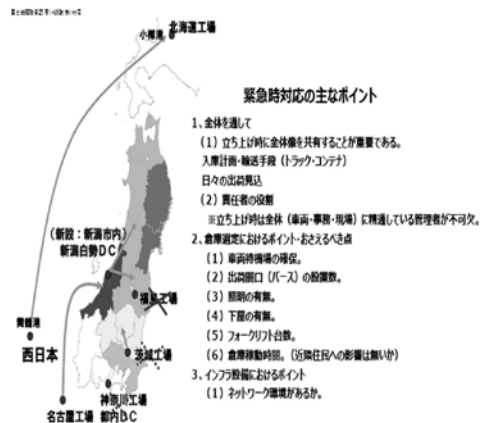 小樽港
北海道工場
緊急時対応の主なポイント
1、全体を通して
(1) 立ち上げ時に全体像を共有することが重要である。
入庫計画・輸送手段(トラック・コンテナ)
日々の出荷見込
(2) 責任者の役割
※立ち上げ時は全体(車両・事務・現場)に精通している管理者が不可欠。
2、倉庫選定におけるポイント・おさえるべき点
(1) 車両待機場の確保。
(2) 出荷間口(バース)の設置数。
(3) 照明の有無。
(4) 下屋の有無。
(5) フォークリフト台数。
(6) 倉庫稼動時間。(近隣住民への影響は無いか)
3、インフラ設備におけるポイント
(1) ネットワーク環境があるか。
(新設:新潟市内)
新潟白勢DC
福島工場
舞鶴港
西日本
茨城工場
神奈川工場
都内DC
名古屋工場